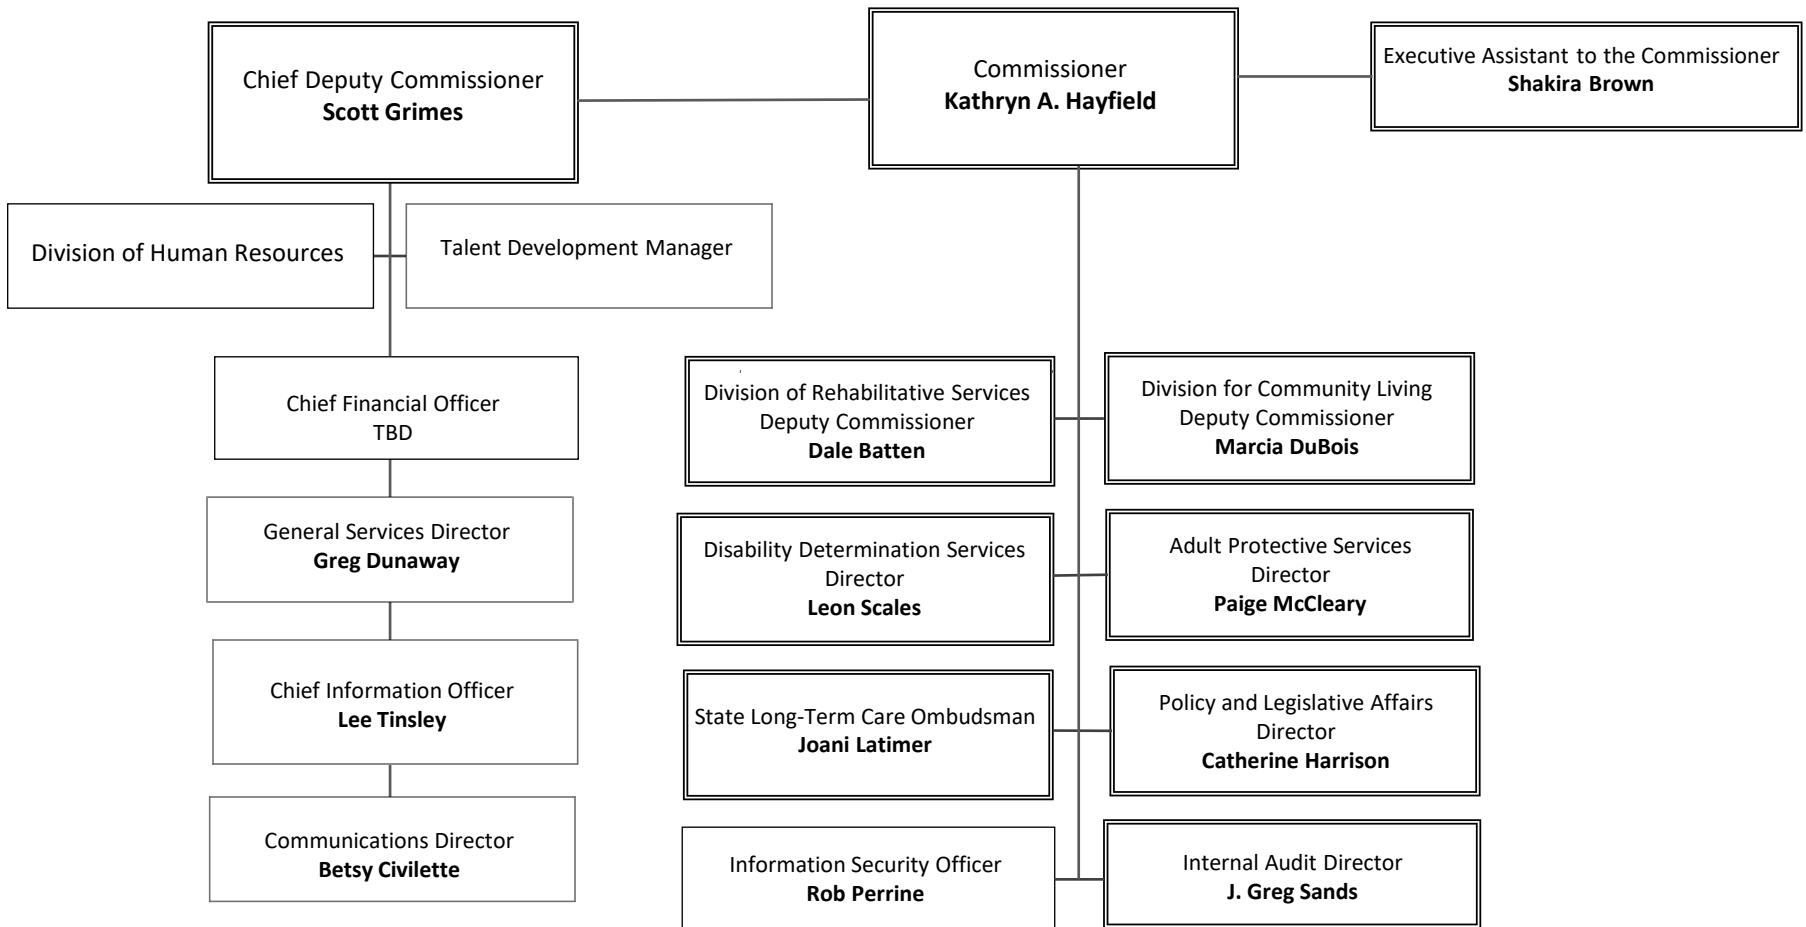 Chief Deputy Commissioner
Scott Grimes
Commissioner
Kathryn A. Hayfield
Executive Assistant to the Commissioner
Shakira Brown
Division of Human Resources
Talent Development Manager
Chief Financial Officer
TBD
General Services Director
Greg Dunaway
Chief Information Officer
Lee Tinsley
Communications Director
Betsy Civilette
Division of Rehabilitative Services
Deputy Commissioner
Dale Batten
Division for Community Living
Deputy Commissioner
Marcia DuBois
Disability Determination Services
Director
Leon Scales
Adult Protective Services
Director
Paige McCleary
State Long-Term Care Ombudsman
Joani Latimer
Policy and Legislative Affairs
Director
Catherine Harrison
Information Security Officer
Rob Perrine
Internal Audit Director
J. Greg Sands